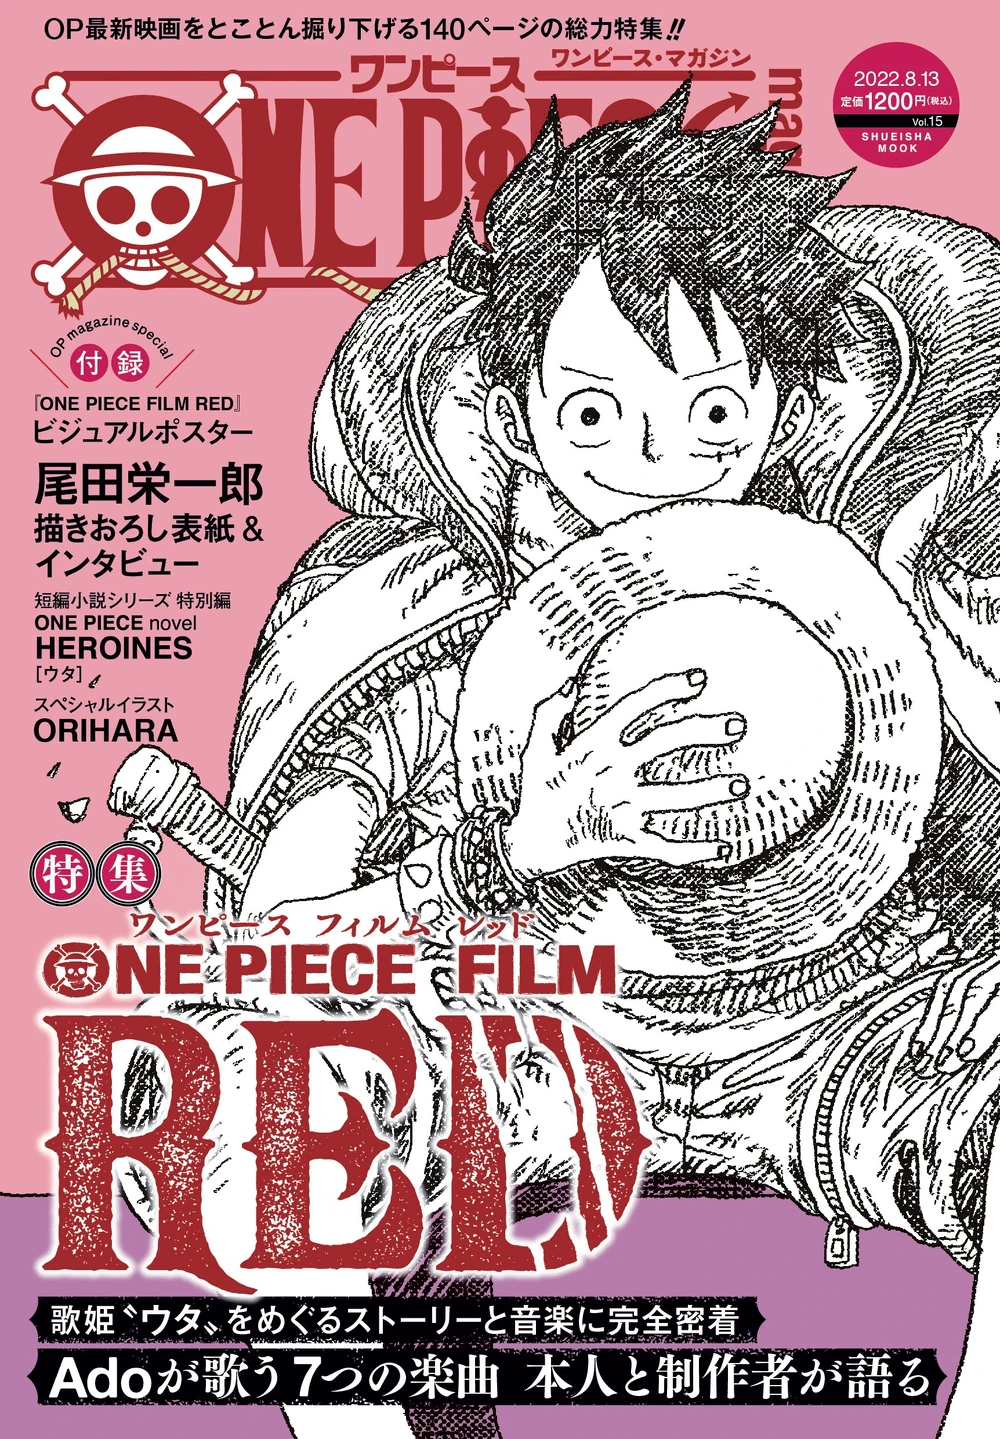 OP最新映画をとことん掘り下げる140ページの総力特集!!
ワンピース
ワンピース・マガジン
ONE PIECE
2022.8.13
定価1200円(税込)
Vol.15
SHUEISHA
MOOK
OP magazine special
付録
『ONE PIECE FILM RED』
ビジュアルポスター
尾田栄一郎
描きおろし表紙&
インタビュー
短編小説シリーズ 特別編
ONE PIECE novel
HEROINES
[ウタ]
スペシャルイラスト
ORIHARA
特集
ワンピース フィルム レッド
ONE PIECE FILM
RED
歌姫〝ウタ〟をめぐるストーリーと音楽に完全密着
Adoが歌う7つの楽曲 本人と制作者が語る